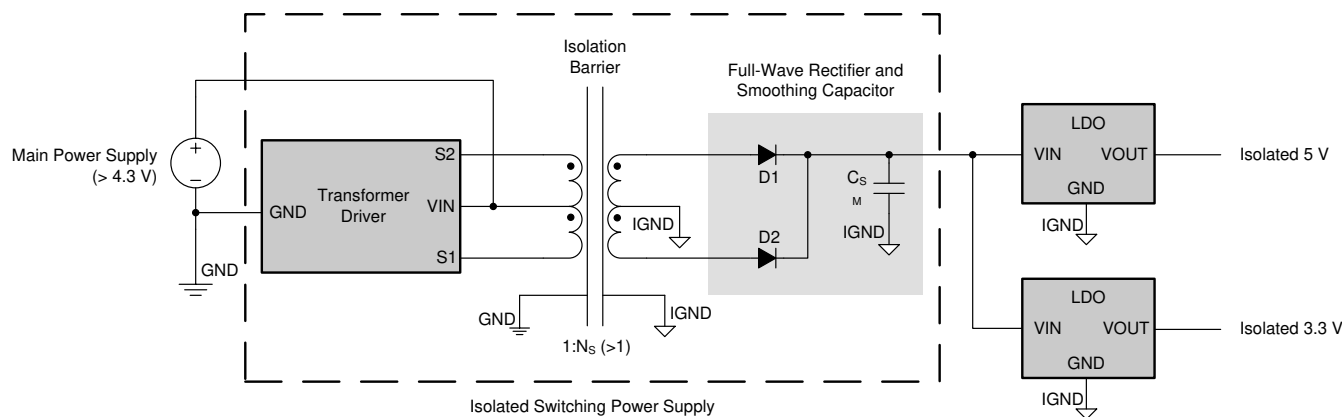 Isolation
Barrier
Full-Wave Rectifier and
Smoothing Capacitor
Main Power Supply
(> 4.3 V)
+
−
GND
Transformer
Driver
GND
S2
VIN
S1
IGND
GND
IGND
1:NS (>1)
D1
D2
CS
M
IGND
LDO
VIN
VOUT
GND
IGND
Isolated 5 V
LDO
VIN
VOUT
GND
IGND
Isolated 3.3 V
Isolated Switching Power Supply